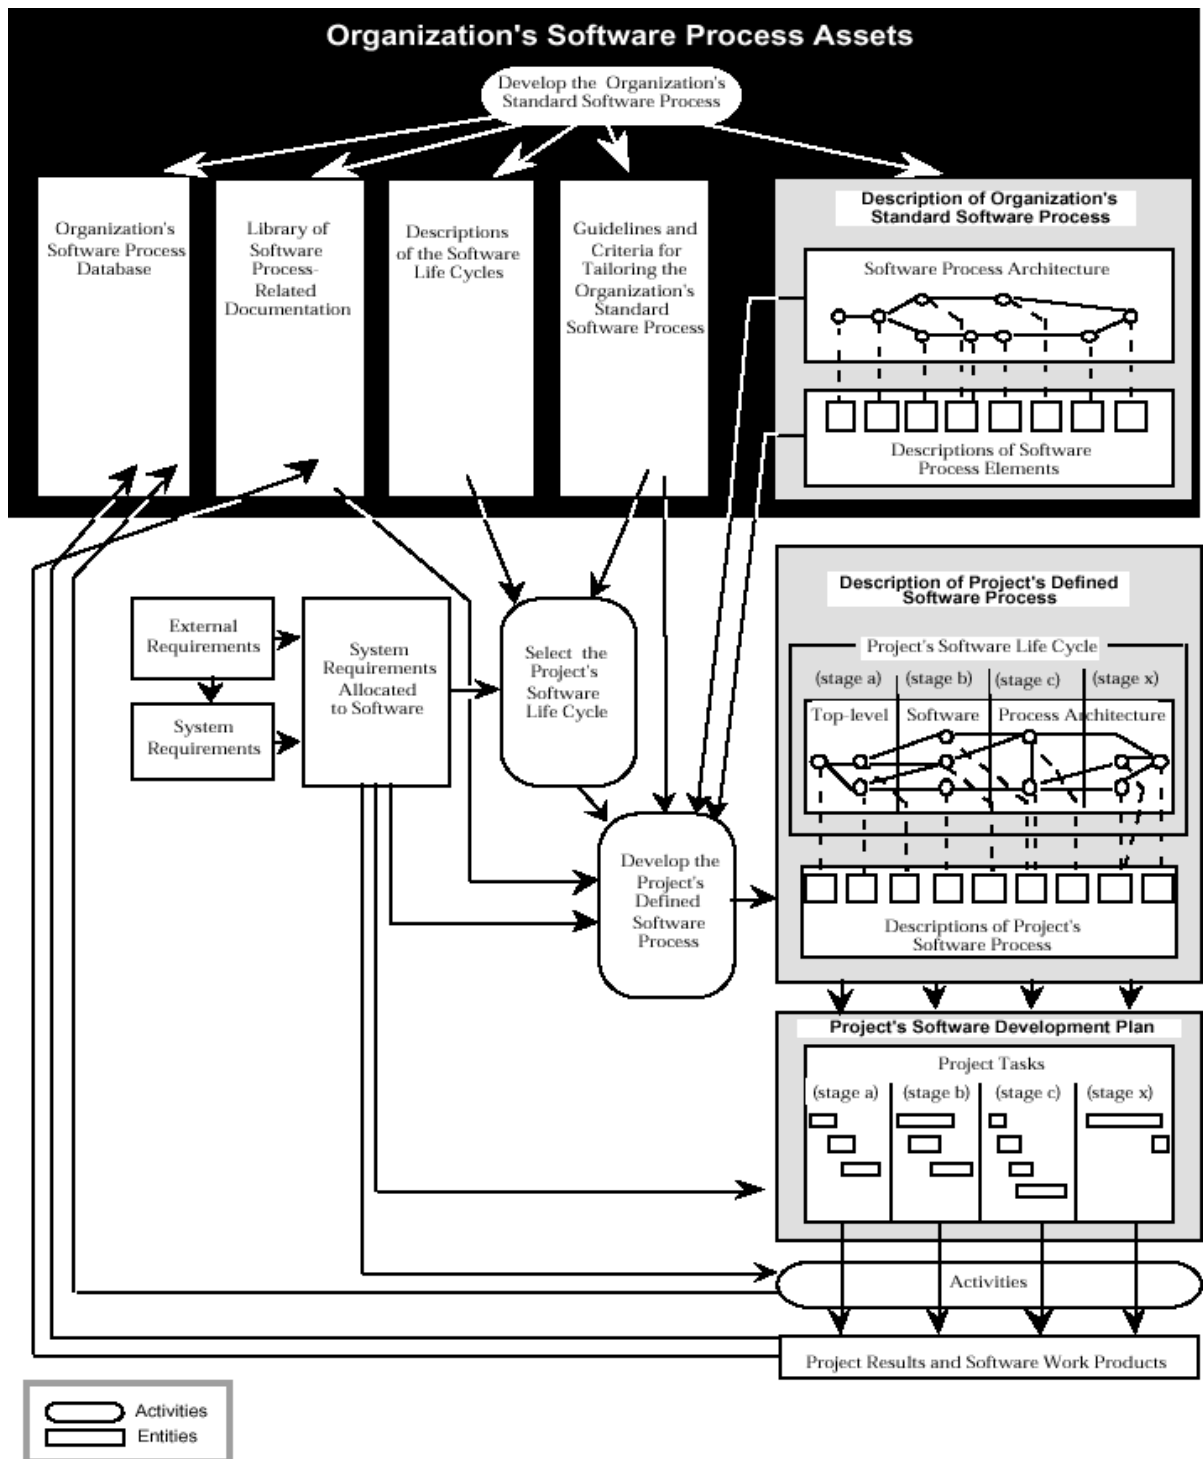 Organization's Software Process Assets
Develop the Organization's
Standard Software Process
Organization's
Software Process
Database
Library of
Software
Process-
Related
Documentation
Descriptions
of the Software
Life Cycles
Guidelines and
Criteria for
Tailoring the
Organization's
Standard
Software Process
Description of Organization's
Standard Software Process
Software Process Architecture
Descriptions of Software
Process Elements
External
Requirements
System
Requirements
System
Requirements
Allocated
to Software
Select the
Project's
Software
Life Cycle
Develop the
Project's
Defined
Software
Process
Description of Project's Defined
Software Process
Project's Software Life Cycle
(stage a) (stage b) (stage c) (stage x)
Top-level Software Process Architecture
Descriptions of Project's
Software Process
Project's Software Development Plan
Project Tasks
(stage a) (stage b) (stage c) (stage x)
Activities
Project Results and Software Work Products
Activities
Entities